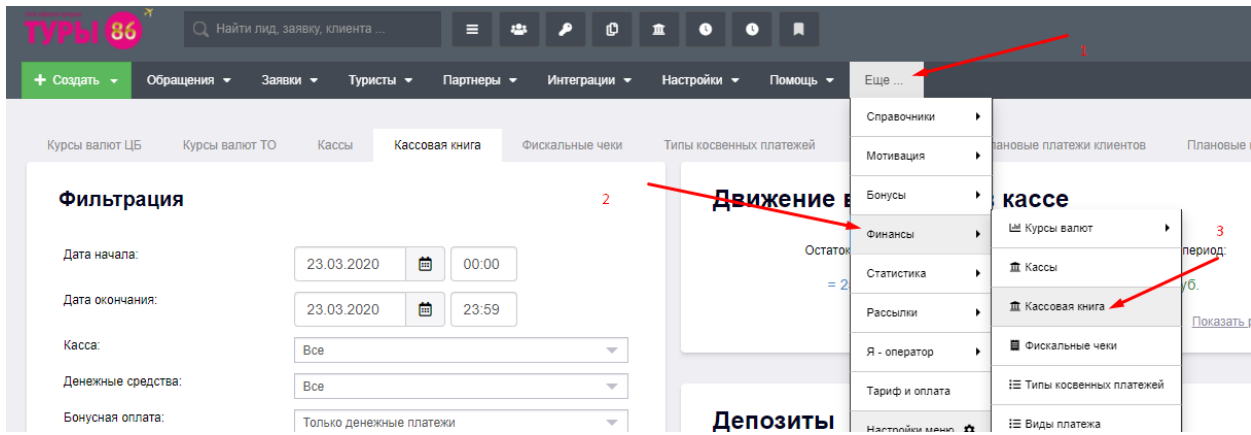 ТУРЫ 86
Найти лид, заявку, клиента ...
1
+ Создать Обращения Заявки Туристы Партнеры Интеграции Настройки Помощь Еще ...
Курсы валют ЦБ Курсы валют ТО Кассы Кассовая книга Фискальные чеки Типы косвенных платежей лановые платежи клиентов Плановые
Справочники
Мотивация
Бонусы
Финансы
Статистика
Рассылки
Я - оператор
Тариф и оплата
Настройки меню
Курсы валют
Кассы
Кассовая книга
Фискальные чеки
Типы косвенных платежей
Виды платежа
2
3
Фильтрация
Дата начала:
23.03.2020 00:00
Дата окончания:
23.03.2020 23:59
Касса:
Все
Денежные средства:
Все
Бонусная оплата:
Только денежные платежи
Движение в кассе
Остаток период:
= 2 уб.
Показать
Депозиты